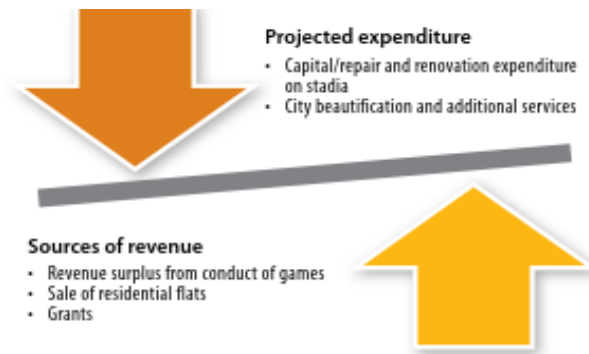 Projected expenditure
• Capital/repair and renovation expenditure
on stadia
• City beautification and additional services
Sources of revenue
• Revenue surplus from conduct of games
• Sale of residential flats
• Grants